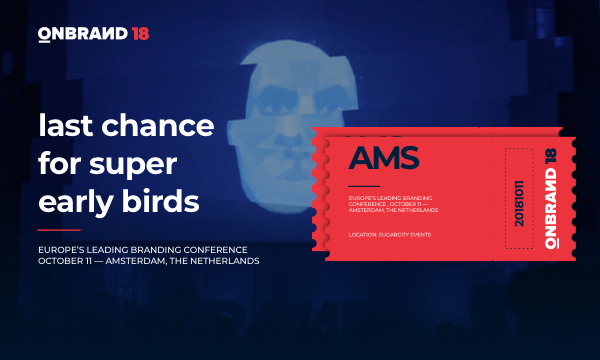 ONBRAND 18
last chance
for super
early birds
EUROPE'S LEADING BRANDING CONFERENCE
OCTOBER 11 — AMSTERDAM, THE NETHERLANDS
AMS
EUROPE'S LEADING BRANDING
CONFERENCE, OCTOBER 11 —
AMSTERDAM, THE NETHERLANDS
LOCATION: SUGARCITY EVENTS
20181011
ONBRAND 18